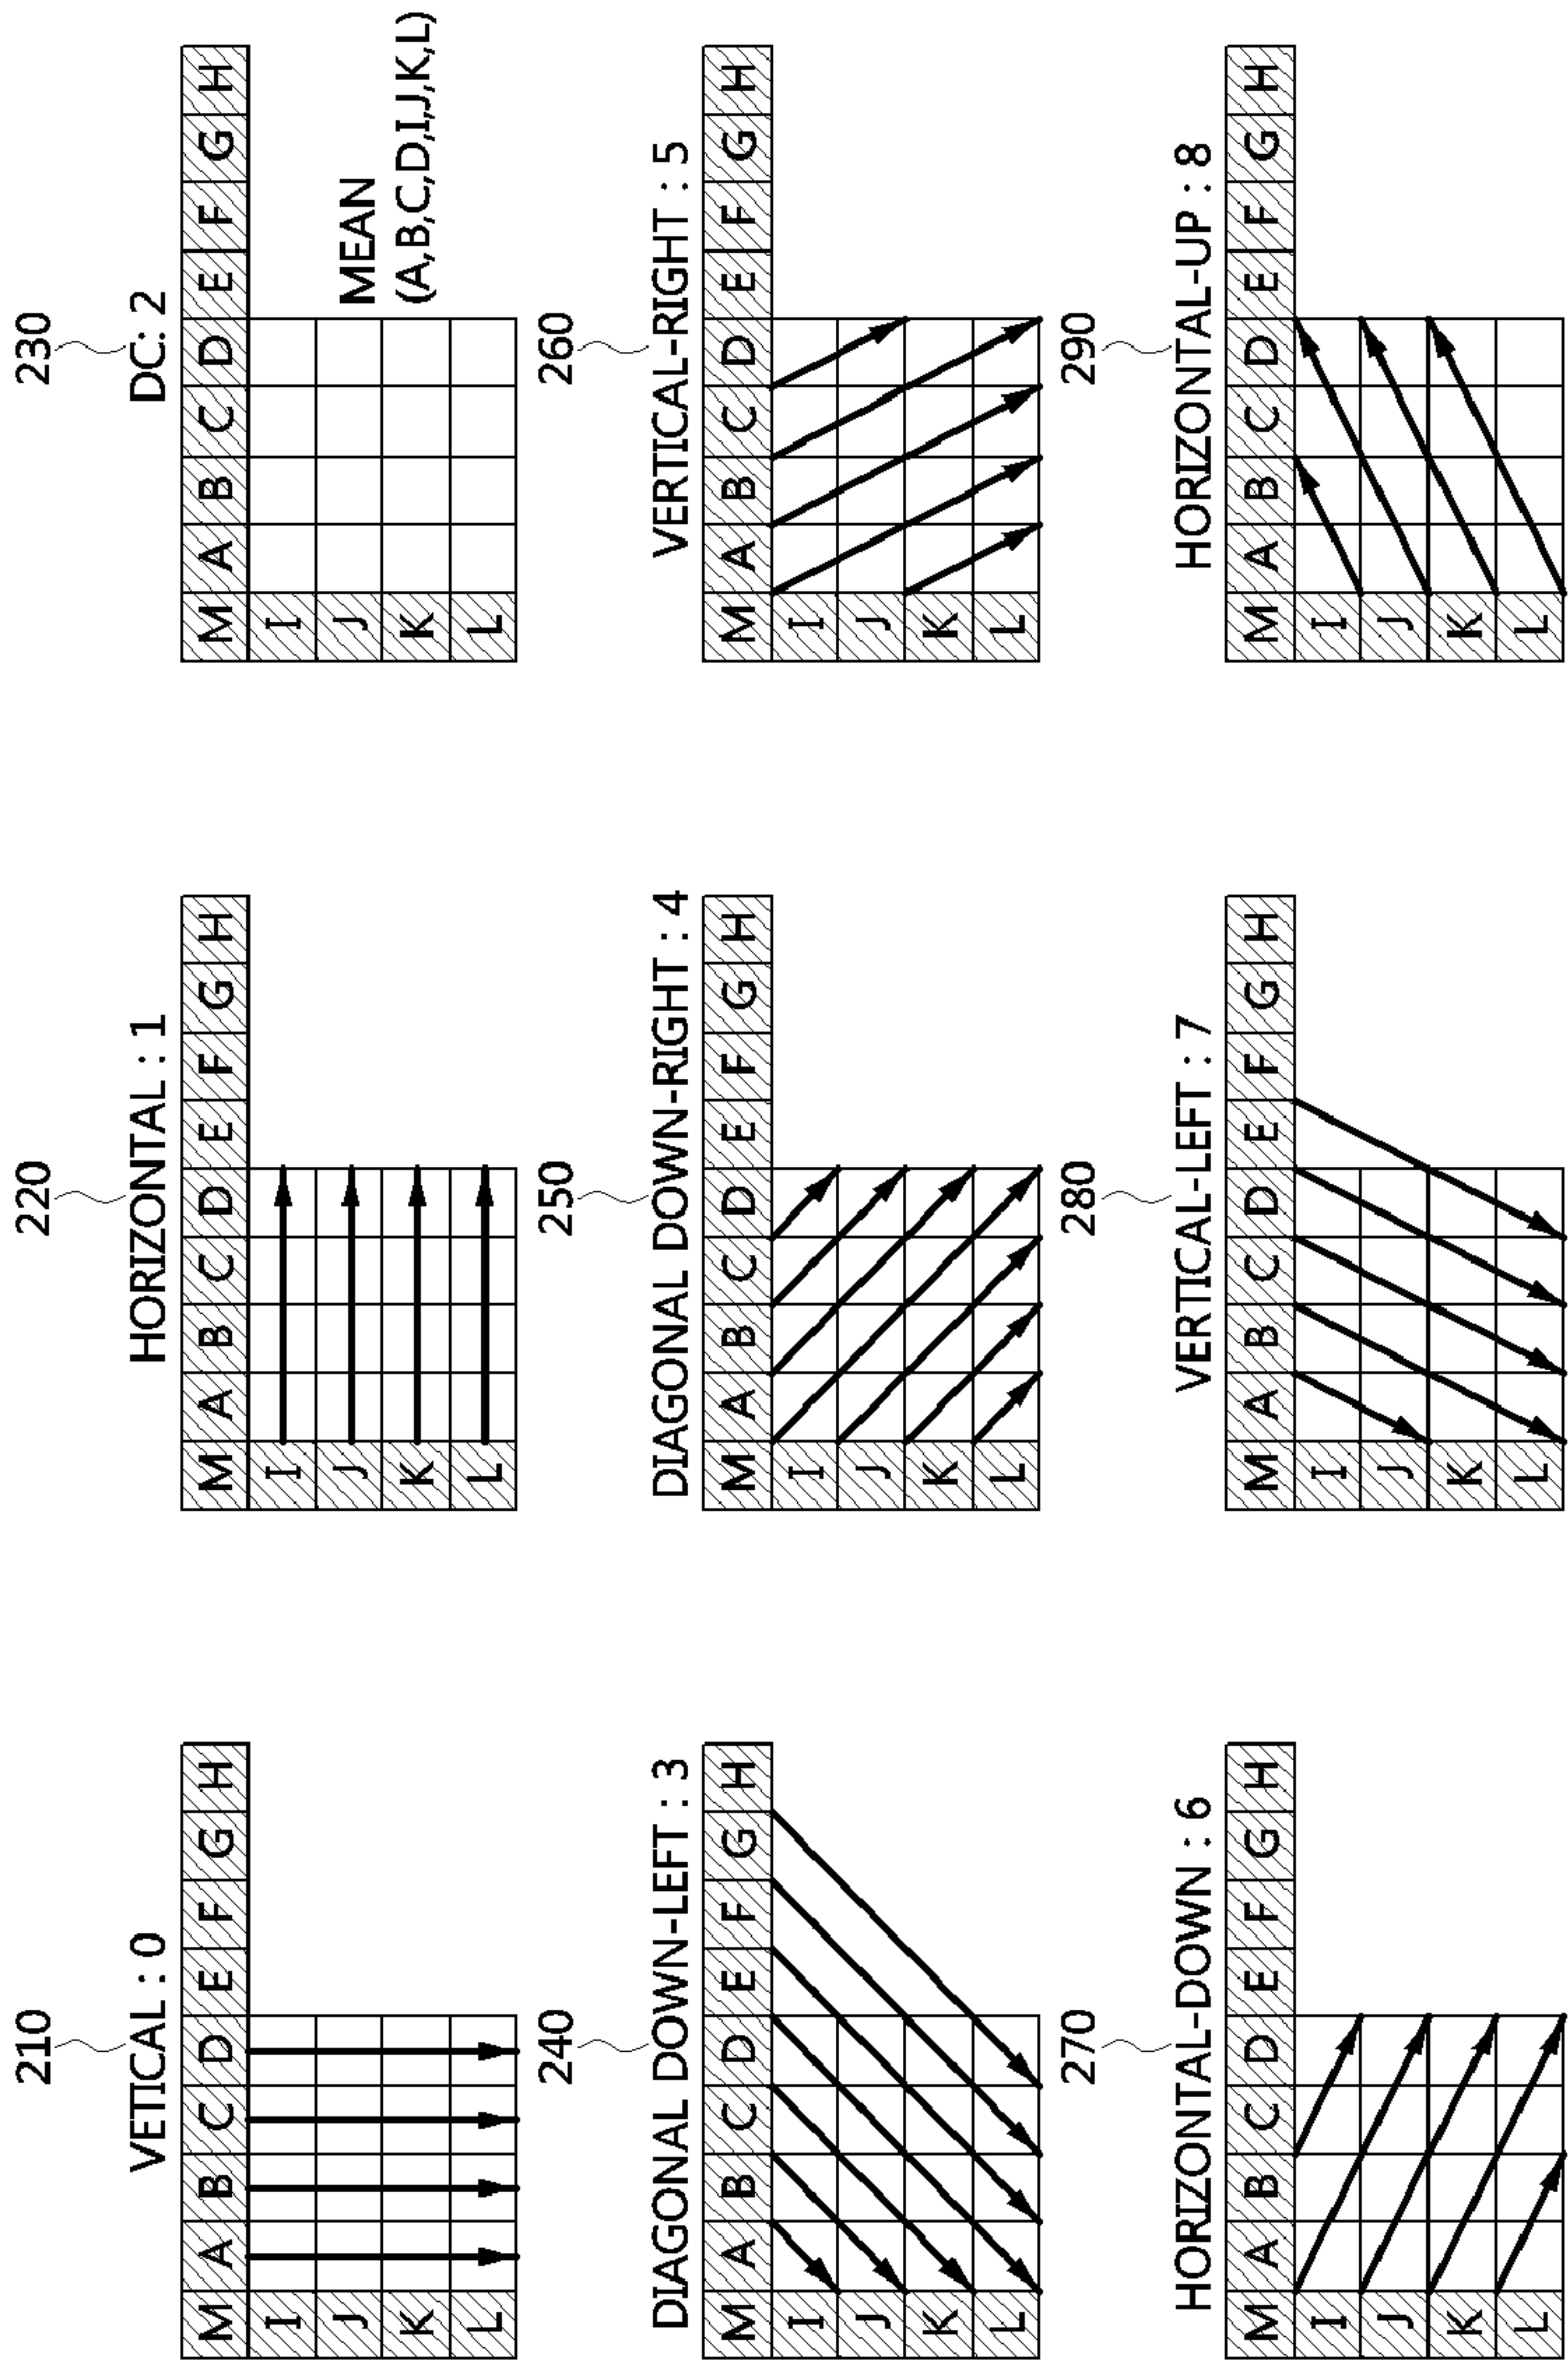 210
VETICAL : 0
M A B C D E F G H
I
J
K
L
220
HORIZONTAL : 1
M A B C D E F G H
I
J
K
L
230
DC: 2
M A B C D E F G H
I
J
K
L
MEAN
(A,B,C,D,I,J,K,L)
240
DIAGONAL DOWN-LEFT : 3
M A B C D E F G H
I
J
K
L
250
DIAGONAL DOWN-RIGHT : 4
M A B C D E F G H
I
J
K
L
260
VERTICAL-RIGHT : 5
M A B C D E F G H
I
J
K
L
270
HORIZONTAL-DOWN : 6
M A B C D E F G H
I
J
K
L
280
VERTICAL-LEFT : 7
M A B C D E F G H
I
J
K
L
290
HORIZONTAL-UP : 8
M A B C D E F G H
I
J
K
L